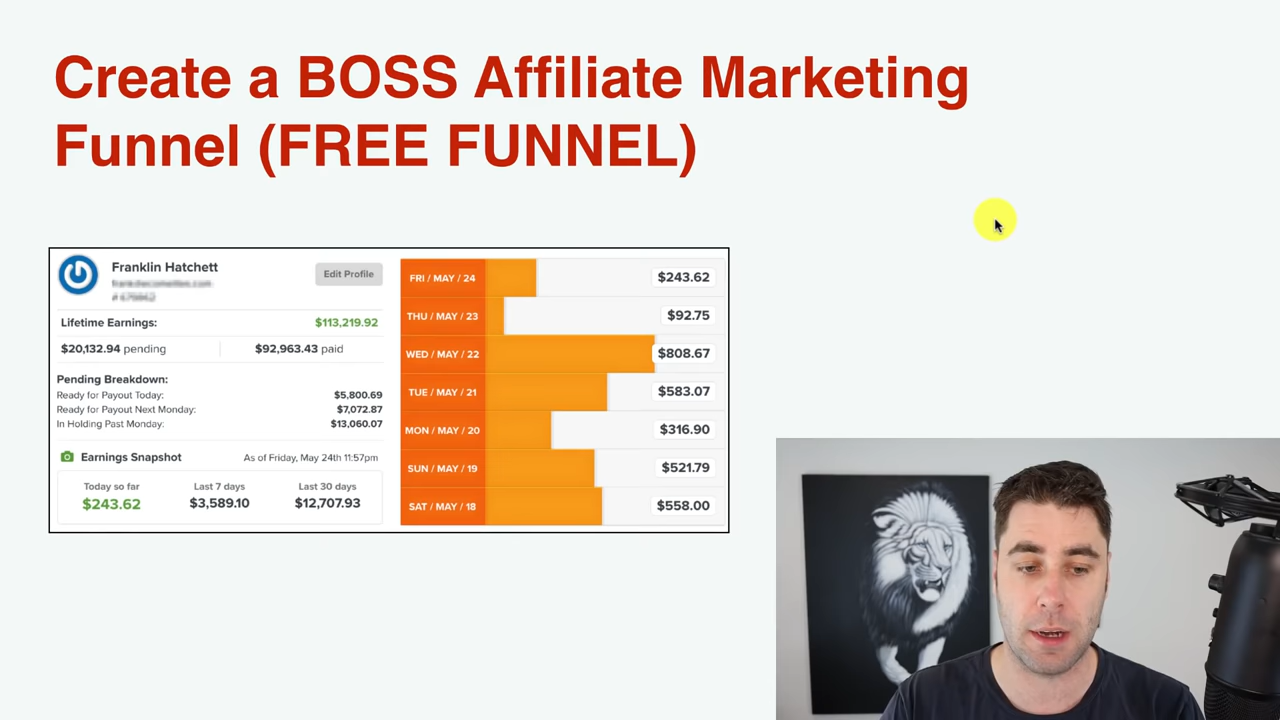 Create a BOSS Affiliate Marketing
Funnel (FREE FUNNEL)
Franklin Hatchett
Edit Profile
Lifetime Earnings: $113,219.92
$20,132.94 pending $92,963.43 paid
Pending Breakdown:
Ready for Payout Today: $5,800.69
Ready for Payout Next Monday: $7,072.87
In Holding Past Monday: $13,060.07
Earnings Snapshot As of Friday, May 24th 11:57pm
Today so far Last 7 days Last 30 days
$243.62 $3,589.10 $12,707.93
FRI / MAY / 24 $243.62
THU / MAY / 23 $92.75
WED / MAY / 22 $808.67
TUE / MAY / 21 $583.07
MON / MAY / 20 $316.90
SUN / MAY / 19 $521.79
SAT / MAY / 18 $558.00